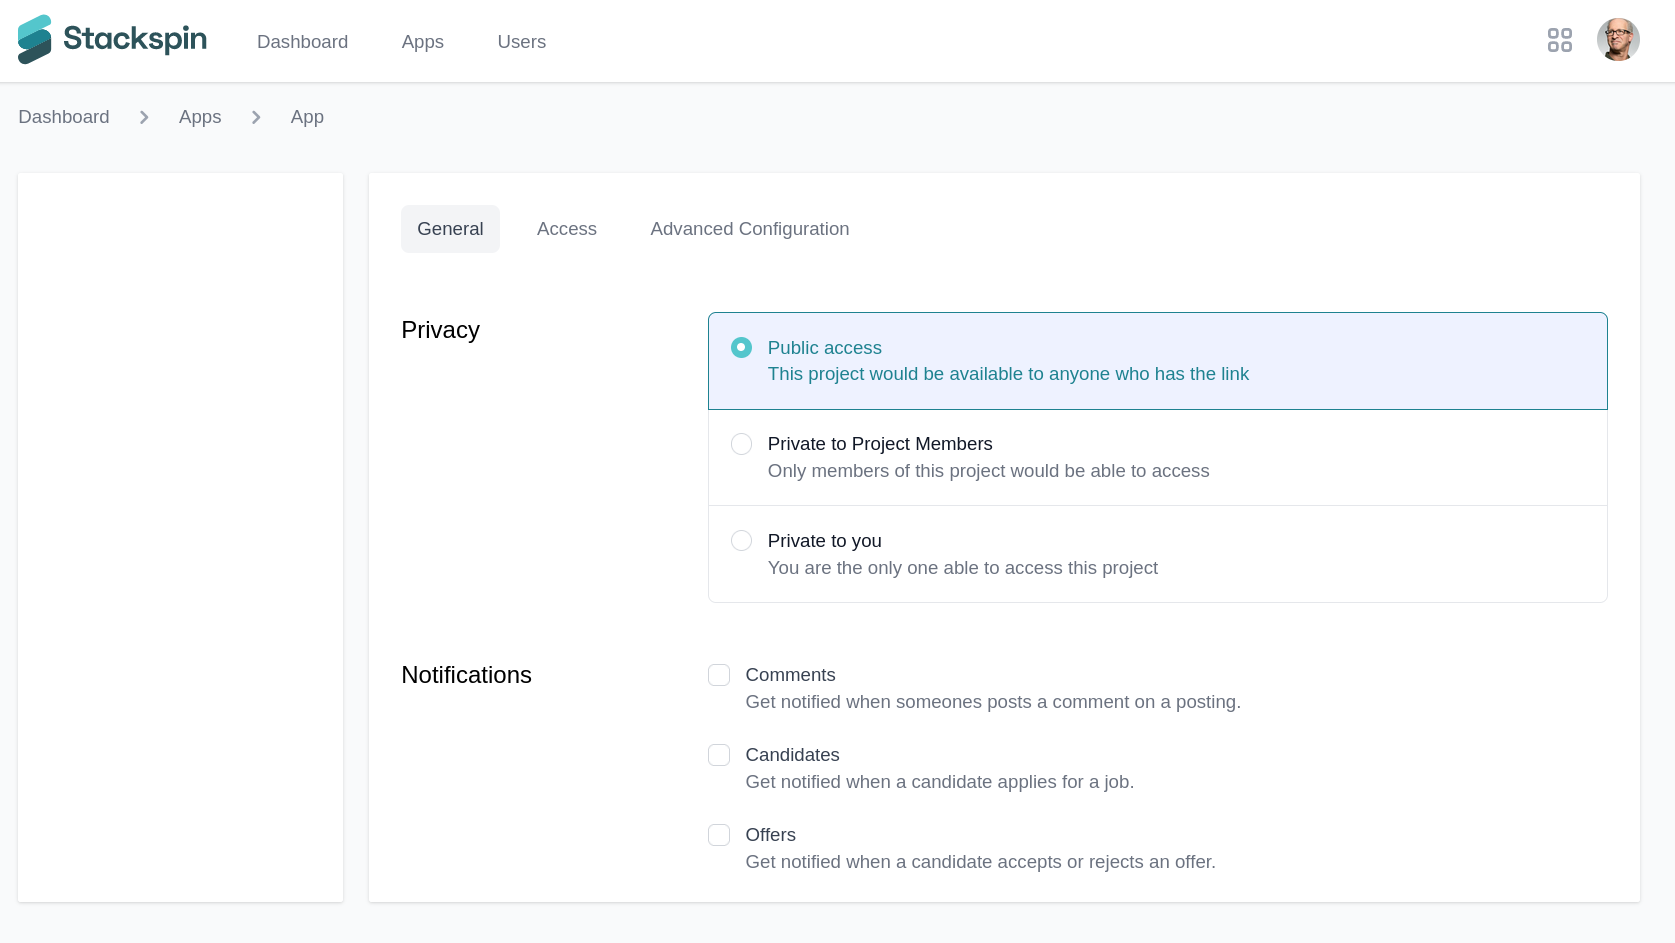 Stackspin
Dashboard
Apps
Users
Dashboard
Apps
App
General
Access
Advanced Configuration
Privacy
Public access
This project would be available to anyone who has the link
Private to Project Members
Only members of this project would be able to access
Private to you
You are the only one able to access this project
Notifications
Comments
Get notified when someones posts a comment on a posting.
Candidates
Get notified when a candidate applies for a job.
Offers
Get notified when a candidate accepts or rejects an offer.